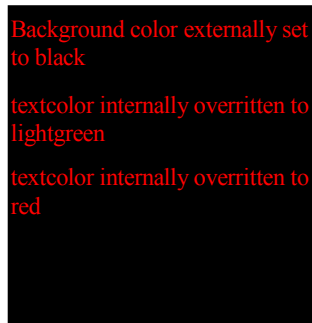 Background color externally set
to black
textcolor internally overritten to
lightgreen
textcolor internally overritten to
red